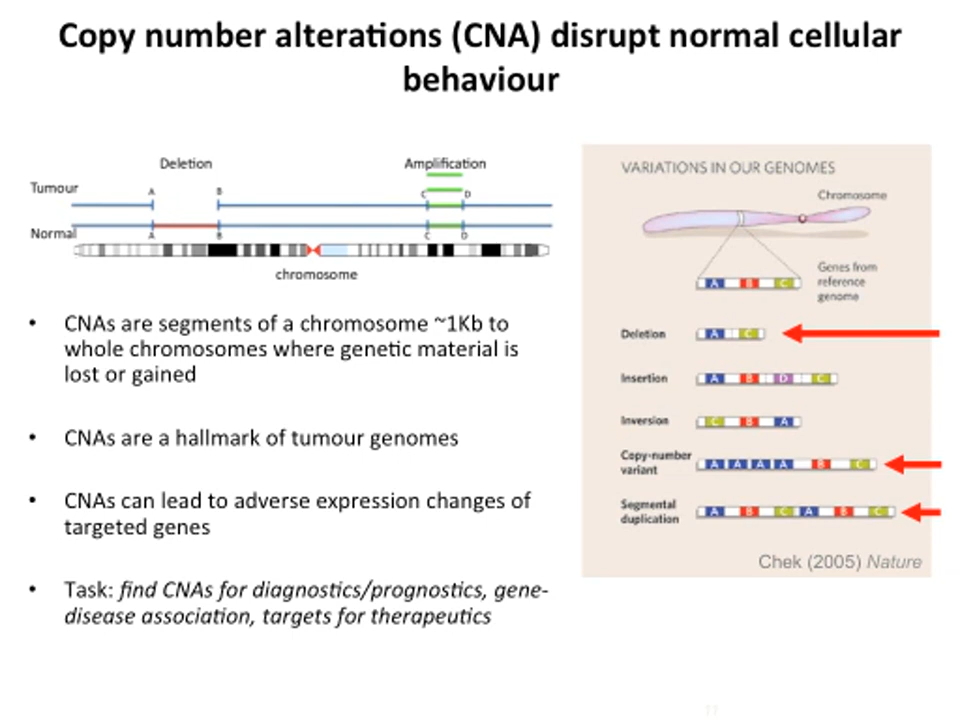 Copy number alterations (CNA) disrupt normal cellular
behaviour
Deletion
Amplification
Tumour
A
B
C
D
Normal
A
B
C
D
chromosome
• CNAs are segments of a chromosome ~1Kb to
whole chromosomes where genetic material is
lost or gained
• CNAs are a hallmark of tumour genomes
• CNAs can lead to adverse expression changes of
targeted genes
• Task: find CNAs for diagnostics/prognostics, gene-
disease association, targets for therapeutics
VARIATIONS IN OUR GENOMES
Chromosome
A B C
Genes from
reference
genome
Deletion
A C
Insertion
A B D C
Inversion
C B A
Copy-number
variant
A A A A B C
Segmental
duplication
A B C A B C
Chek (2005) Nature
17